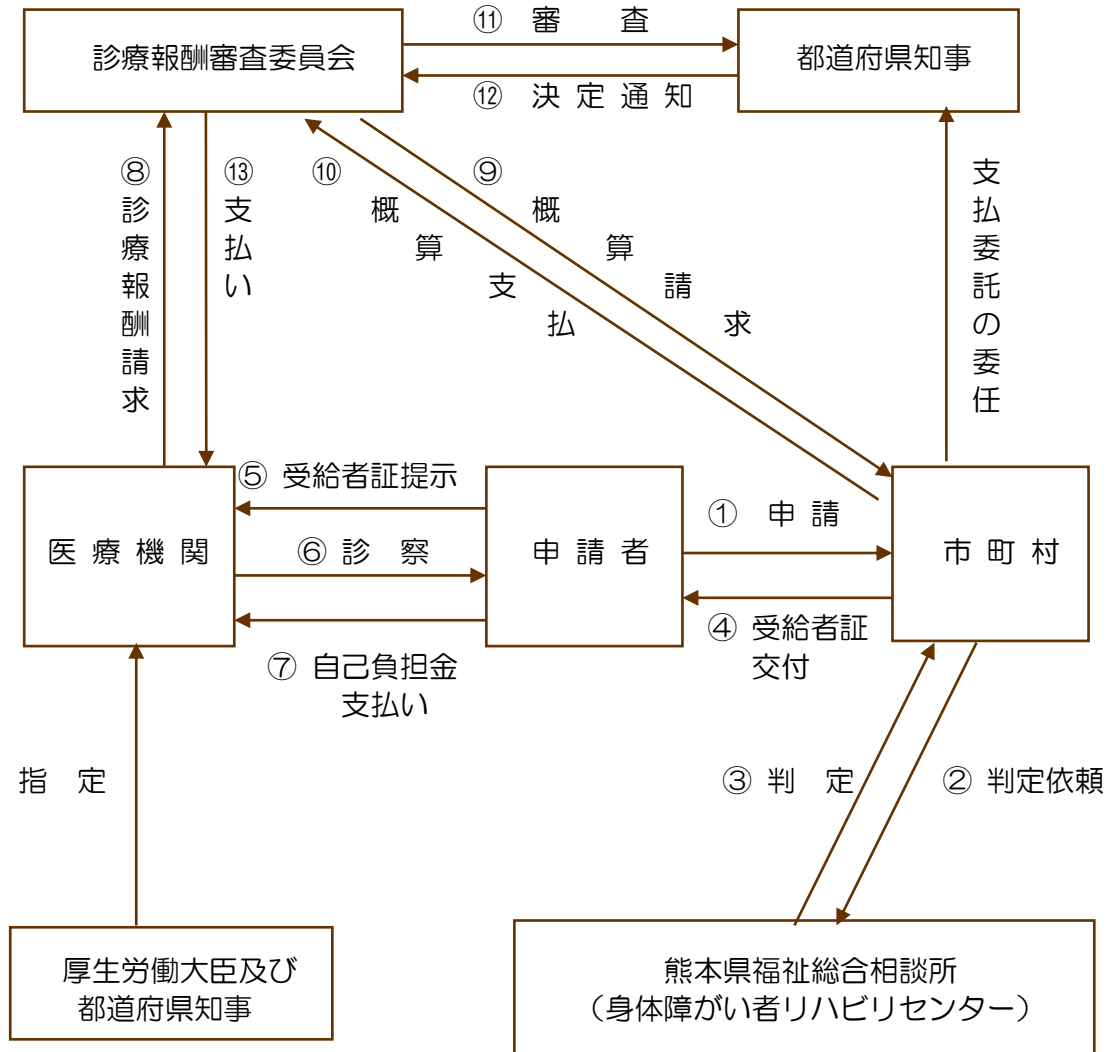 ⑪ 審　査
診療報酬審査委員会
都道府県知事
⑫ 決定通知
⑧診療報酬請求
⑬支払い
⑩概算支払
⑨概算請求
支払委託の委任
⑤ 受給者証提示
① 申請
医療機関
⑥ 診察
申請者
市町村
④ 受給者証
交付
⑦ 自己負担金
支払い
指　定
③ 判　定
② 判定依頼
厚生労働大臣及び
都道府県知事
熊本県福祉総合相談所
（身体障がい者リハビリセンター）